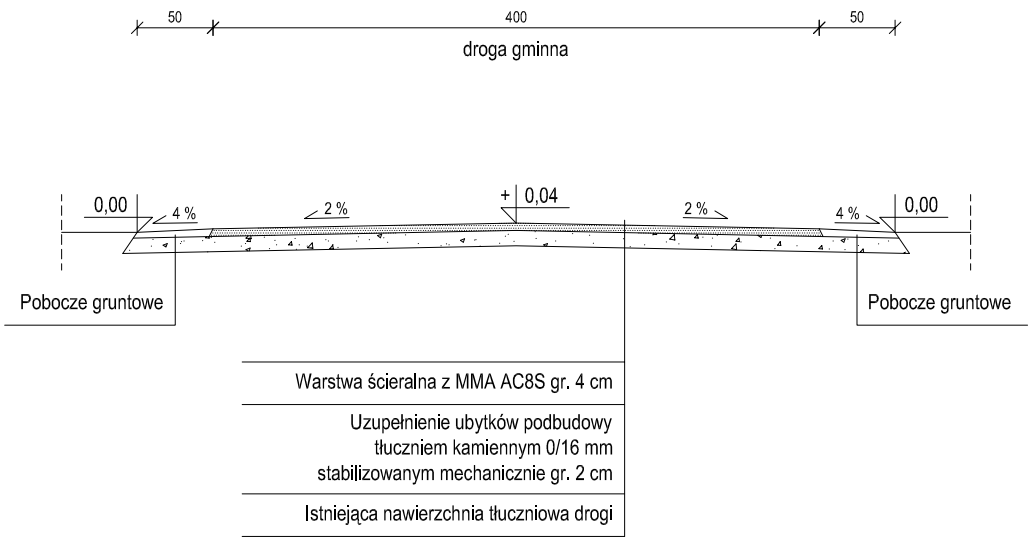 50 400 50
droga gminna
0,00 4 % 2 % + 0,04 2 % 4 % 0,00
Pobocze gruntowe Pobocze gruntowe
Warstwa ścieralna z MMA AC8S gr. 4 cm
Uzupełnienie ubytków podbudowy
tłuczniem kamiennym 0/16 mm
stabilizowanym mechanicznie gr. 2 cm
Istniejąca nawierzchnia tłuczniowa drogi